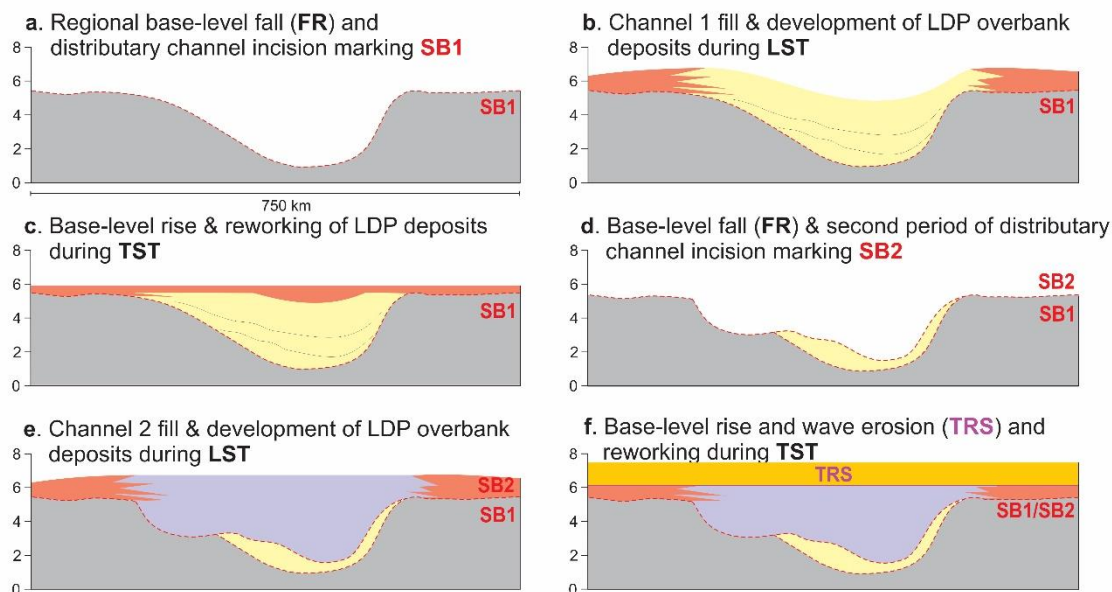 a. Regional base-level fall (FR) and
distributary channel incision marking SB1
8
6
4
2
0
SB1
750 km
b. Channel 1 fill & development of LDP overbank
deposits during LST
8
6
4
2
0
SB1
c. Base-level rise & reworking of LDP deposits
during TST
8
6
4
2
0
SB1
d. Base-level fall (FR) & second period of distributary
channel incision marking SB2
8
6
4
2
0
SB2
SB1
e. Channel 2 fill & development of LDP overbank
deposits during LST
8
6
4
2
0
SB2
SB1
f. Base-level rise and wave erosion (TRS) and
reworking during TST
8
6
4
2
0
TRS
SB1/SB2